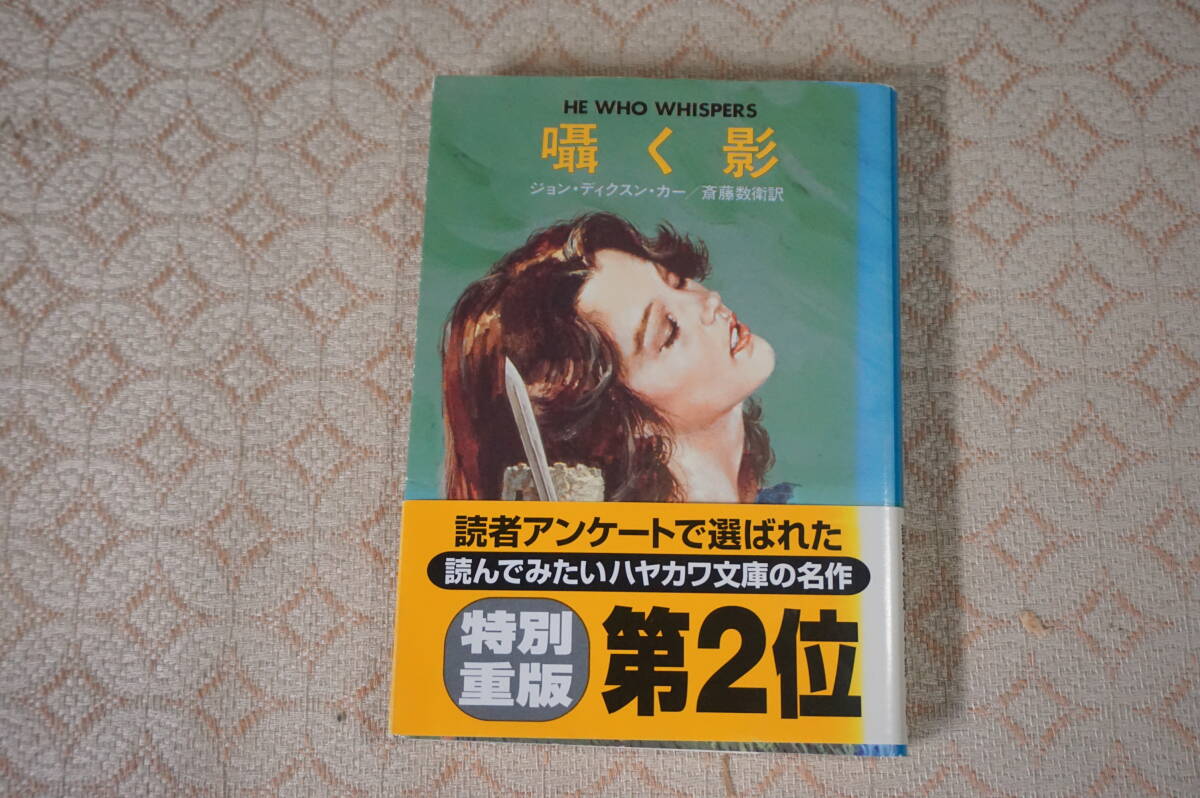 HE WHO WHISPERS
囁く影
ジョン・ディクスン・カー/斎藤数衛訳
読者アンケートで選ばれた
読んでみたいハヤカワ文庫の名作
特別
重版
第2位